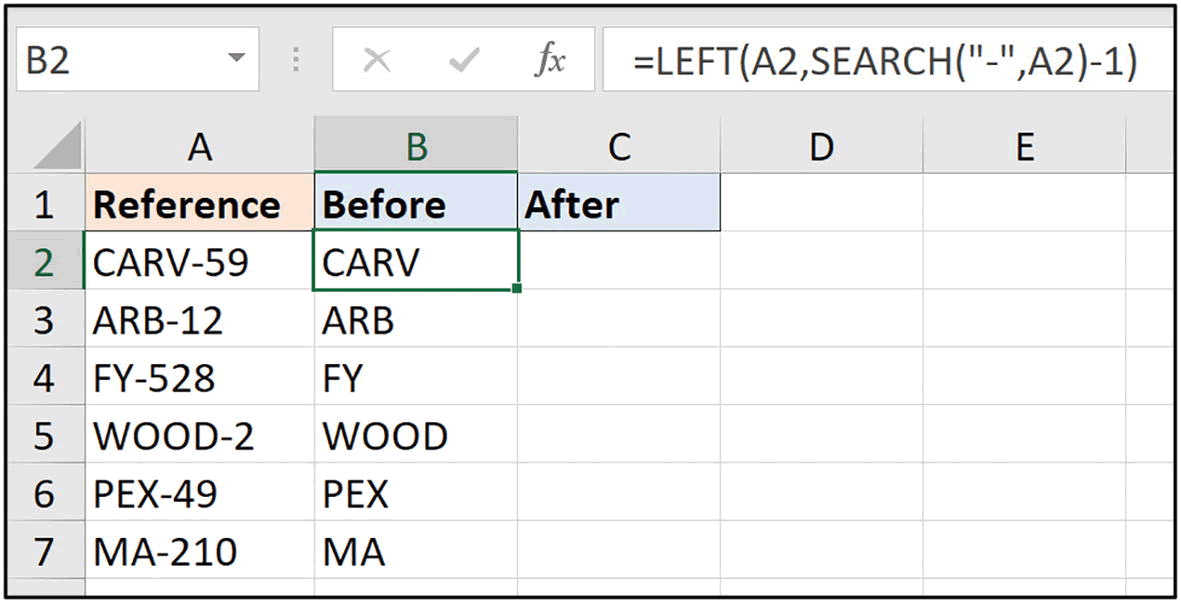 B2 fx =LEFT(A2,SEARCH("-",A2)-1)
A B C D E
1 Reference Before After
2 CARV-59 CARV
3 ARB-12 ARB
4 FY-528 FY
5 WOOD-2 WOOD
6 PEX-49 PEX
7 MA-210 MA